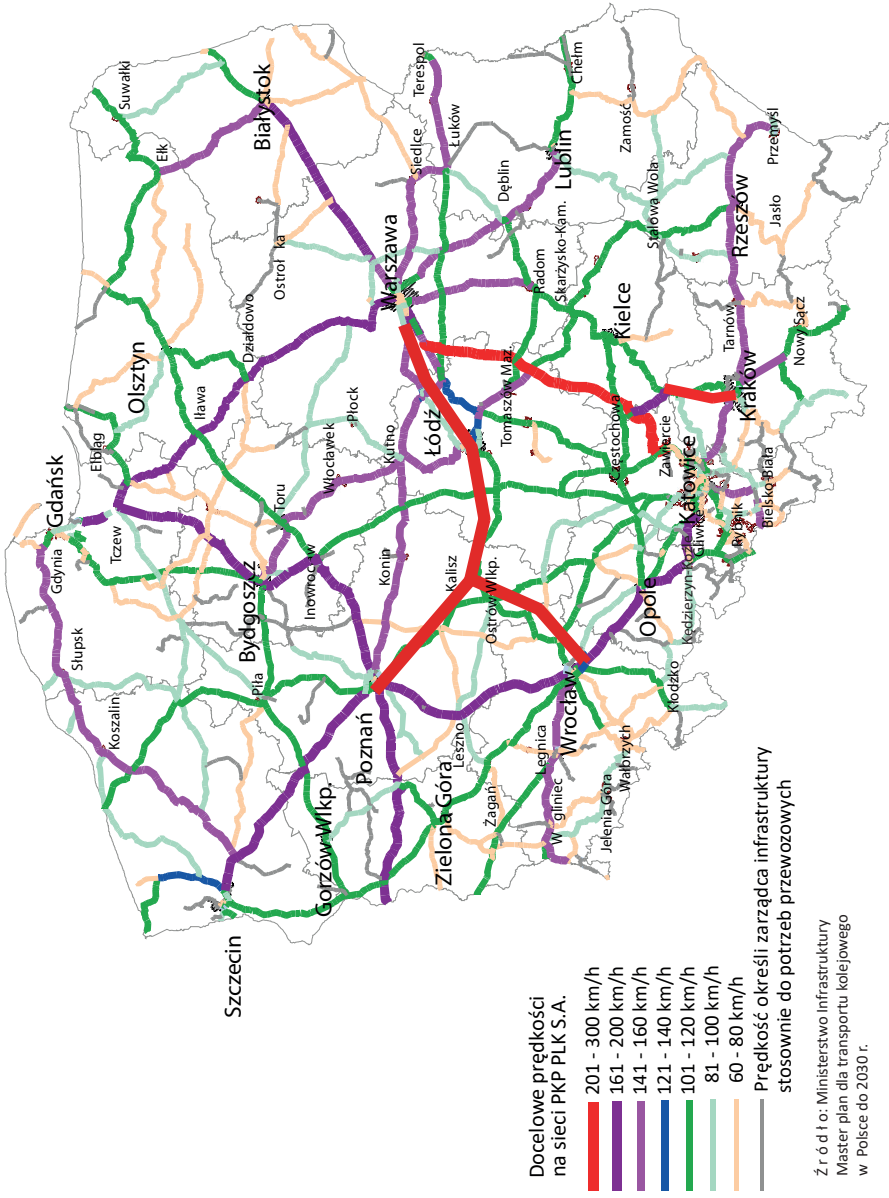 Gdynia
Gdańsk
Słupsk
Koszalin
Tczew
Elbląg
Suwałki
Ełk
Olsztyn
Iława
Szczecin
Piła
Bydgoszcz
Toru
Działdowo
Ostroł ka
Białystok
Gorzów Wlkp.
Inowrocław
Włocławek
Płock
Poznań
Konin
Kutno
Warszawa
Siedlce
Terespol
Łuków
Zielona Góra
Leszno
Kalisz
Łódź
Ostrów Wlkp.
Tomaszów Maz.
Radom
Dęblin
Żagań
Lublin
Chełm
Skarżysko-Kam.
Legnica
Wrocław
W gliniec
Jelenia Góra
Wałbrzych
Kielce
Zamość
Stalowa Wola
Częstochowa
Opole
Kłodzko
Kędzierzyn-Koźle
Zawiercie
Gliwice
Katowice
Rybnik
Bielsko-Biała
Kraków
Tarnów
Rzeszów
Przemyśl
Jasło
Nowy Sącz
Docelowe prędkości
na sieci PKP PLK S.A.
201 - 300 km/h
161 - 200 km/h
141 - 160 km/h
121 - 140 km/h
101 - 120 km/h
81 - 100 km/h
60 - 80 km/h
Prędkość określi zarządca infrastruktury
stosownie do potrzeb przewozowych
Ź r ó d ł o: Ministerstwo Infrastruktury
Master plan dla transportu kolejowego
w Polsce do 2030 r.